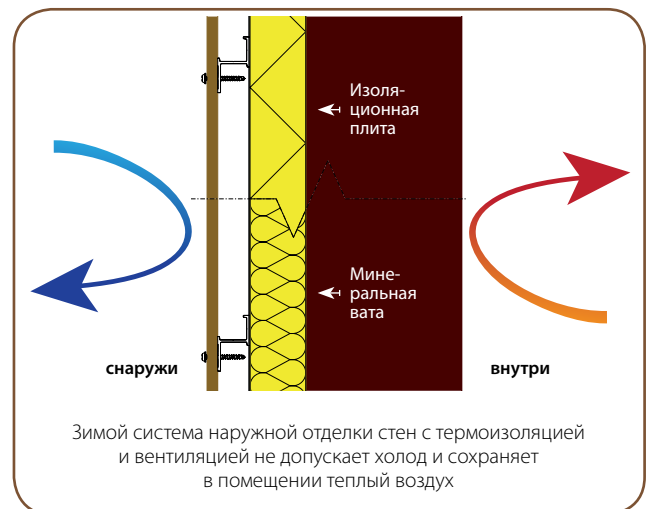 Изоля-
ционная
плита
Мине-
ральная
вата
снаружи
внутри
Зимой система наружной отделки стен с термоизоляцией
и вентиляцией не допускает холод и сохраняет
в помещении теплый воздух